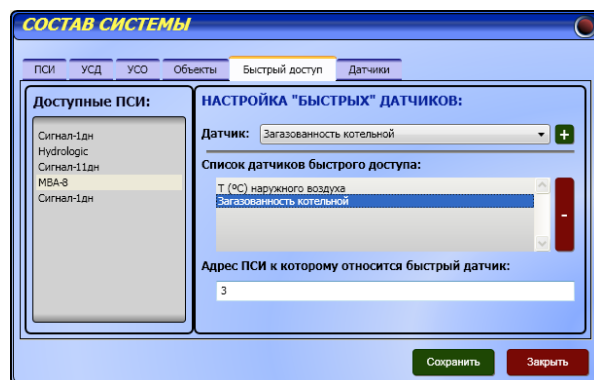 СОСТАВ СИСТЕМЫ
ПСИ УСД УСО Объекты Быстрый доступ Датчики
Доступные ПСИ:
Сигнал-1дн
Hydrologic
Сигнал-11дн
МВА-8
Сигнал-1дн
НАСТРОЙКА "БЫСТРЫХ" ДАТЧИКОВ:
Датчик: Загазованность котельной +
Список датчиков быстрого доступа:
Т (ºС) наружного воздуха
Загазованность котельной
-
Адрес ПСИ к которому относится быстрый датчик:
3
Сохранить Закрыть